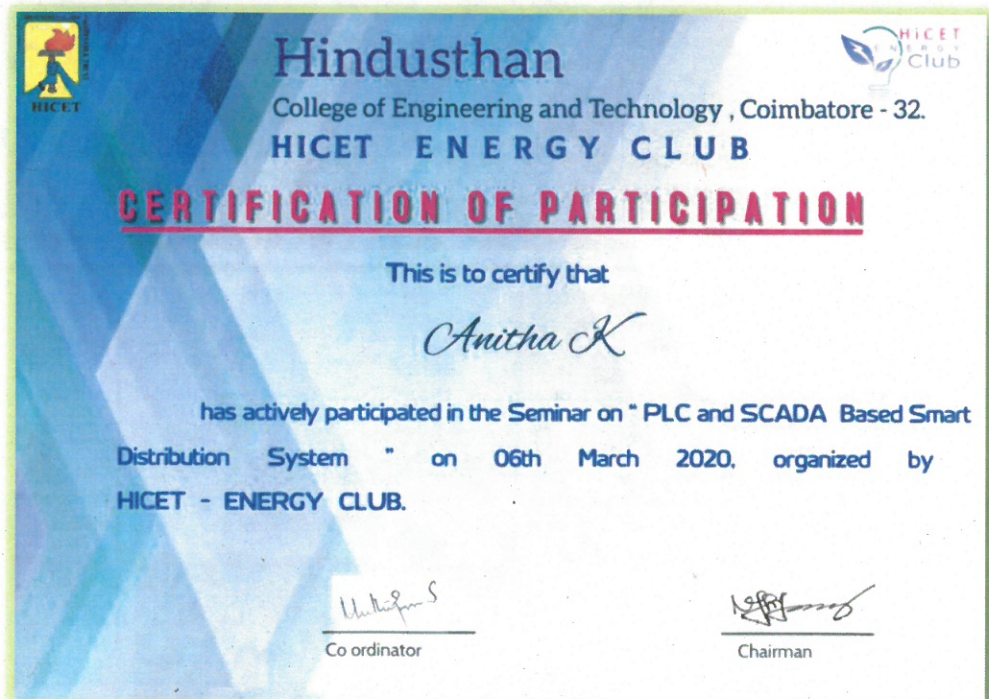 HICET
HiCET
ENERGY
Club
Hindusthan
College of Engineering and Technology , Coimbatore - 32.
HICET ENERGY CLUB
CERTIFICATION OF PARTICIPATION
This is to certify that
Anitha K
has actively participated in the Seminar on " PLC and SCADA Based Smart
Distribution System " on 06th March 2020, organized by
HICET - ENERGY CLUB.
Co ordinator
Chairman